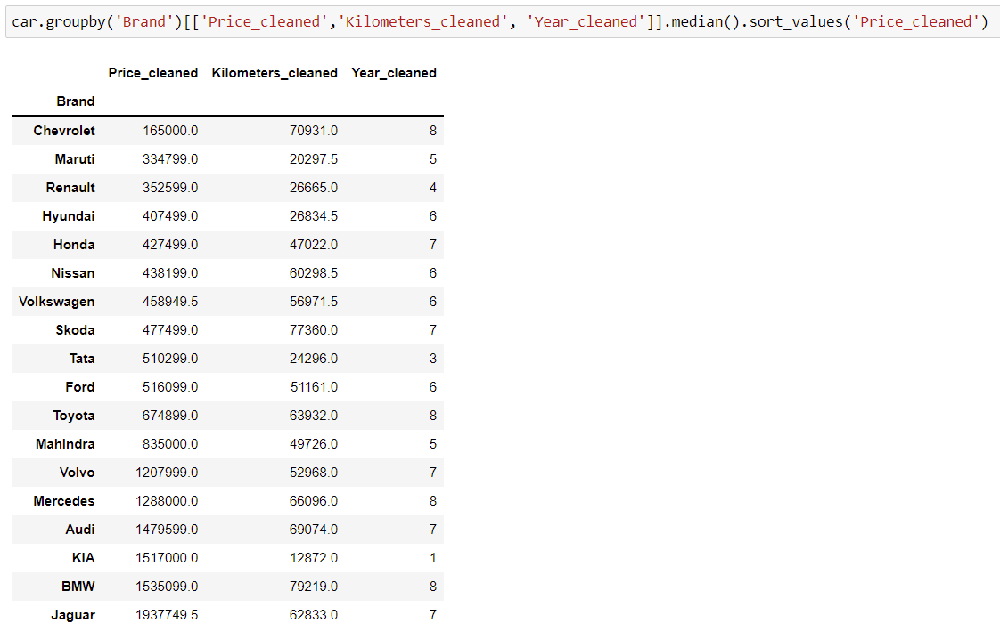 car.groupby('Brand')[['Price_cleaned','Kilometers_cleaned', 'Year_cleaned']].median().sort_values('Price_cleaned')
Price_cleaned Kilometers_cleaned Year_cleaned
Brand
Chevrolet 165000.0 70931.0 8
Maruti 334799.0 20297.5 5
Renault 352599.0 26665.0 4
Hyundai 407499.0 26834.5 6
Honda 427499.0 47022.0 7
Nissan 438199.0 60298.5 6
Volkswagen 458949.5 56971.5 6
Skoda 477499.0 77360.0 7
Tata 510299.0 24296.0 3
Ford 516099.0 51161.0 6
Toyota 674899.0 63932.0 8
Mahindra 835000.0 49726.0 5
Volvo 1207999.0 52968.0 7
Mercedes 1288000.0 66096.0 8
Audi 1479599.0 69074.0 7
KIA 1517000.0 12872.0 1
BMW 1535099.0 79219.0 8
Jaguar 1937749.5 62833.0 7